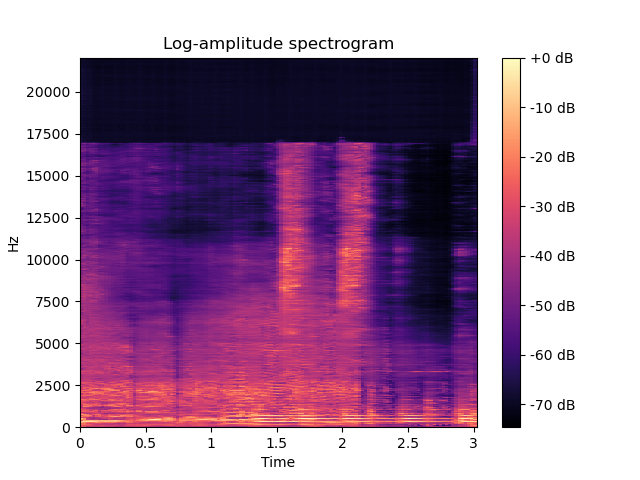 Log-amplitude spectrogram
Hz
20000
17500
15000
12500
10000
7500
5000
2500
0
0 0.5 1 1.5 2 2.5 3
Time
+0 dB
-10 dB
-20 dB
-30 dB
-40 dB
-50 dB
-60 dB
-70 dB